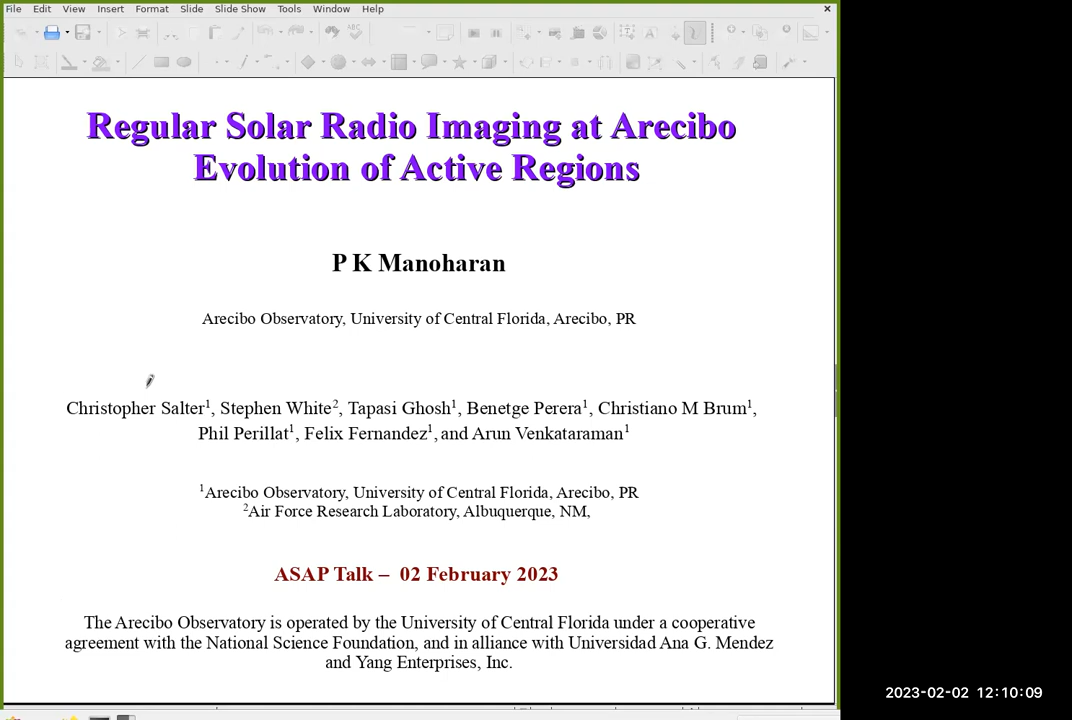 File Edit View Insert Format Slide Slide Show Tools Window Help ×
Regular Solar Radio Imaging at Arecibo
Evolution of Active Regions
P K Manoharan
Arecibo Observatory, University of Central Florida, Arecibo, PR
Christopher Salter¹, Stephen White², Tapasi Ghosh¹, Benetge Perera¹, Christiano M Brum¹,
Phil Perillat¹, Felix Fernandez¹, and Arun Venkataraman¹
¹Arecibo Observatory, University of Central Florida, Arecibo, PR
²Air Force Research Laboratory, Albuquerque, NM,
ASAP Talk – 02 February 2023
The Arecibo Observatory is operated by the University of Central Florida under a cooperative
agreement with the National Science Foundation, and in alliance with Universidad Ana G. Mendez
and Yang Enterprises, Inc.
2023-02-02 12:10:09